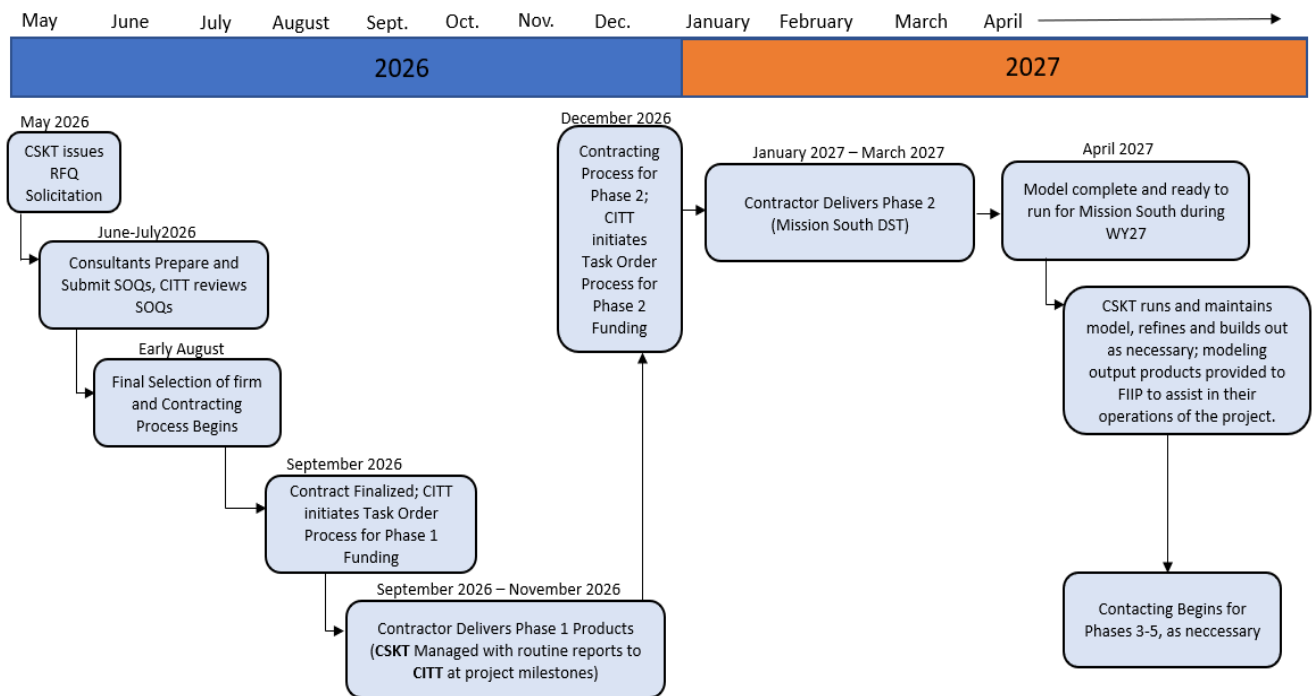 May June July August Sept. Oct. Nov. Dec. January February March April
2026 2027
May 2026
CSKT issues
RFQ
Solicitation
June-July2026
Consultants Prepare and
Submit SOQs, CITT reviews
SOQs
Early August
Final Selection of firm
and Contracting
Process Begins
September 2026
Contract Finalized; CITT
initiates Task Order
Process for Phase 1
Funding
September 2026 – November 2026
Contractor Delivers Phase 1 Products
(CSKT Managed with routine reports to
CITT at project milestones)
December 2026
Contracting
Process for
Phase 2;
CITT
initiates
Task Order
Process for
Phase 2
Funding
January 2027 – March 2027
Contractor Delivers Phase 2
(Mission South DST)
April 2027
Model complete and ready to
run for Mission South during
WY27
CSKT runs and maintains
model, refines and builds out
as necessary; modeling
output products provided to
FIIP to assist in their
operations of the project.
Contacting Begins for
Phases 3-5, as neccessary